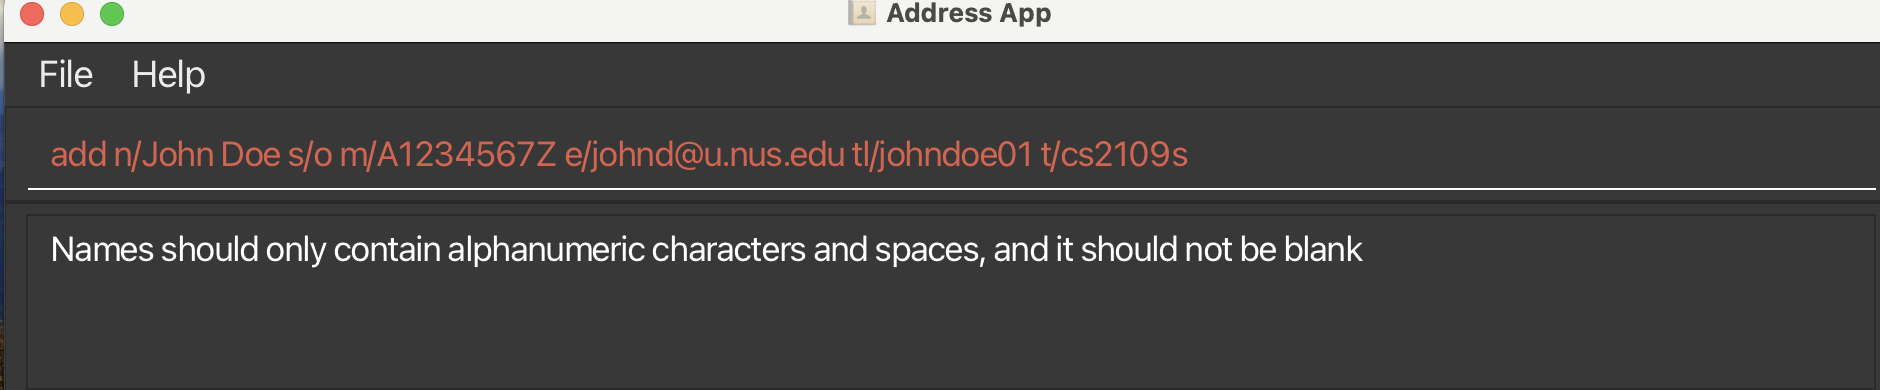 Address App
File Help
add n/John Doe s/o m/A1234567Z e/johnd@u.nus.edu tl/johndoe01 t/cs2109s
Names should only contain alphanumeric characters and spaces, and it should not be blank